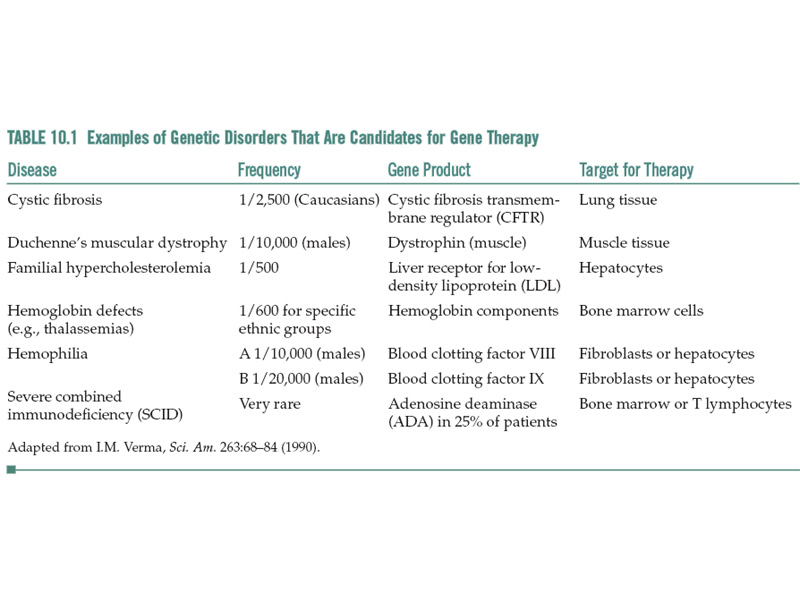 TABLE 10.1 Examples of Genetic Disorders That Are Candidates for Gene Therapy
Disease Frequency Gene Product Target for Therapy
Cystic fibrosis 1/2,500 (Caucasians) Cystic fibrosis transmem- Lung tissue
brane regulator (CFTR)
Duchenne's muscular dystrophy 1/10,000 (males) Dystrophin (muscle) Muscle tissue
Familial hypercholesterolemia 1/500 Liver receptor for low- Hepatocytes
density lipoprotein (LDL)
Hemoglobin defects 1/600 for specific Hemoglobin components Bone marrow cells
(e.g., thalassemias) ethnic groups
Hemophilia A 1/10,000 (males) Blood clotting factor VIII Fibroblasts or hepatocytes
B 1/20,000 (males) Blood clotting factor IX Fibroblasts or hepatocytes
Severe combined Very rare Adenosine deaminase Bone marrow or T lymphocytes
immunodeficiency (SCID) (ADA) in 25% of patients
Adapted from I.M. Verma, Sci. Am. 263:68–84 (1990).